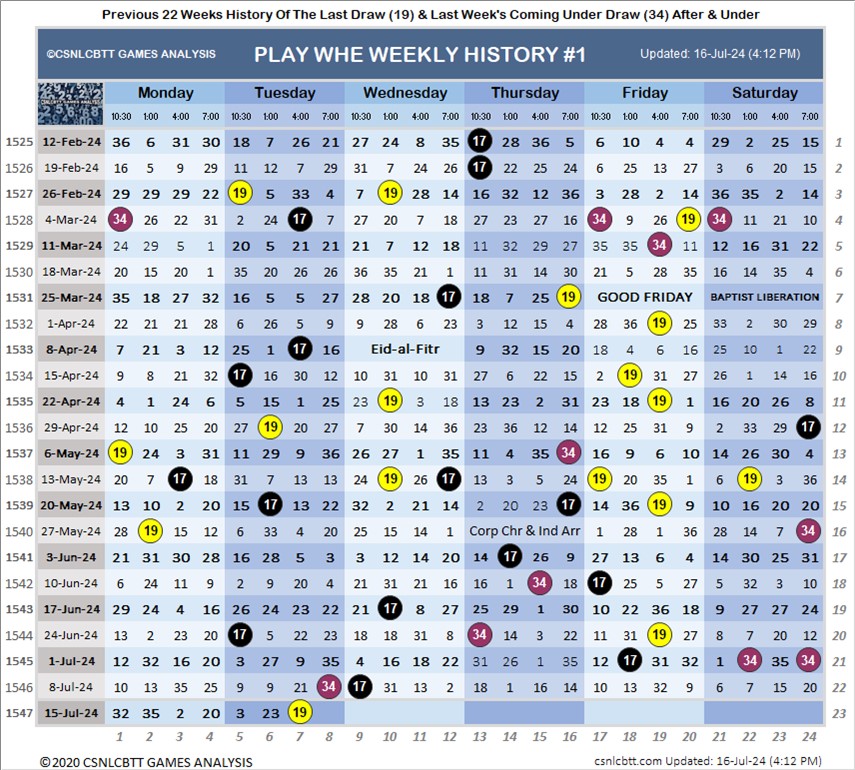 Previous 22 Weeks History Of The Last Draw (19) & Last Week's Coming Under Draw (34) After & Under
©CSNLCBTT GAMES ANALYSIS PLAY WHE WEEKLY HISTORY #1 Updated: 16-Jul-24 (4:12 PM)
CSNLCBTT GAMES ANALYSIS
Monday Tuesday Wednesday Thursday Friday Saturday
10:30 1:00 4:00 7:00 10:30 1:00 4:00 7:00 10:30 1:00 4:00 7:00 10:30 1:00 4:00 7:00 10:30 1:00 4:00 7:00 10:30 1:00 4:00 7:00
1525 12-Feb-24 36 6 31 30 18 7 26 21 27 24 8 35 17 28 36 5 6 10 4 4 29 2 25 15 1
1526 19-Feb-24 16 5 9 29 11 12 7 29 31 7 24 26 17 22 25 24 6 25 13 27 3 6 20 15 2
1527 26-Feb-24 29 29 29 22 19 5 33 4 7 19 28 14 16 32 12 36 3 28 2 14 36 35 2 14 3
1528 4-Mar-24 34 26 22 31 2 24 17 7 27 20 7 18 27 23 27 16 34 9 26 19 34 11 21 10 4
1529 11-Mar-24 24 29 5 1 20 5 21 21 21 7 12 18 11 32 29 27 35 35 34 11 12 16 31 22 5
1530 18-Mar-24 20 15 20 1 35 20 26 26 36 35 21 1 11 31 14 30 21 5 28 35 16 14 35 4 6
1531 25-Mar-24 35 18 27 32 16 5 5 27 28 20 18 17 18 7 25 19 GOOD FRIDAY BAPTIST LIBERATION 7
1532 1-Apr-24 22 21 21 28 6 26 5 9 9 28 6 23 3 12 15 4 28 36 19 25 33 2 30 29 8
1533 8-Apr-24 7 21 3 12 25 1 17 16 Eid-al-Fitr 9 32 15 20 18 4 6 16 25 10 1 22 9
1534 15-Apr-24 9 8 21 32 17 16 30 12 10 31 10 31 27 6 22 15 2 19 31 27 26 1 14 16 10
1535 22-Apr-24 4 1 24 6 5 15 1 25 23 19 3 18 13 23 2 31 23 18 19 1 16 20 26 8 11
1536 29-Apr-24 12 10 25 20 27 19 20 27 7 30 36 27 23 36 12 14 12 25 31 9 2 33 29 17 12
1537 6-May-24 19 24 3 31 11 29 9 36 26 27 1 35 11 4 35 34 16 9 6 10 14 26 30 4 13
1538 13-May-24 20 7 17 31 7 13 13 24 19 26 17 13 3 5 24 19 35 14 5 22 19 3 36 14
1539 20-May-24 13 10 2 20 15 17 13 22 32 2 21 14 2 20 23 17 14 36 19 9 10 16 20 20 15
1540 27-May-24 28 19 15 12 6 33 4 20 25 15 14 1 Corp Chr & Ind Arr 1 28 1 36 28 14 7 34 16
1541 3-Jun-24 21 31 30 28 16 28 5 3 3 12 14 20 14 17 26 9 27 13 6 4 14 30 25 31 17
1542 10-Jun-24 6 24 11 9 2 9 20 4 21 31 21 16 16 1 34 18 17 25 5 27 5 32 3 10 18
1543 17-Jun-24 29 24 4 16 26 24 23 22 21 17 8 27 25 29 1 30 10 22 36 18 9 27 27 24 19
1544 24-Jun-24 13 2 23 20 17 5 22 23 18 18 31 8 34 14 3 22 11 31 19 27 8 7 20 12 20
1545 1-Jul-24 12 32 16 20 3 27 9 35 4 16 18 22 31 26 1 35 12 17 31 32 1 34 35 34 21
1546 8-Jul-24 10 13 35 25 9 9 21 34 17 31 13 2 18 1 16 14 10 13 32 9 6 7 15 20 22
1547 15-Jul-24 32 35 2 20 3 23 19 23
1 2 3 4 5 6 7 8 9 10 11 12 13 14 15 16 17 18 19 20 21 22 23 24
©2020 CSNLCBTT GAMES ANALYSIS csnlcbtt.com Updated: 16-Jul-24 (4:12 PM)